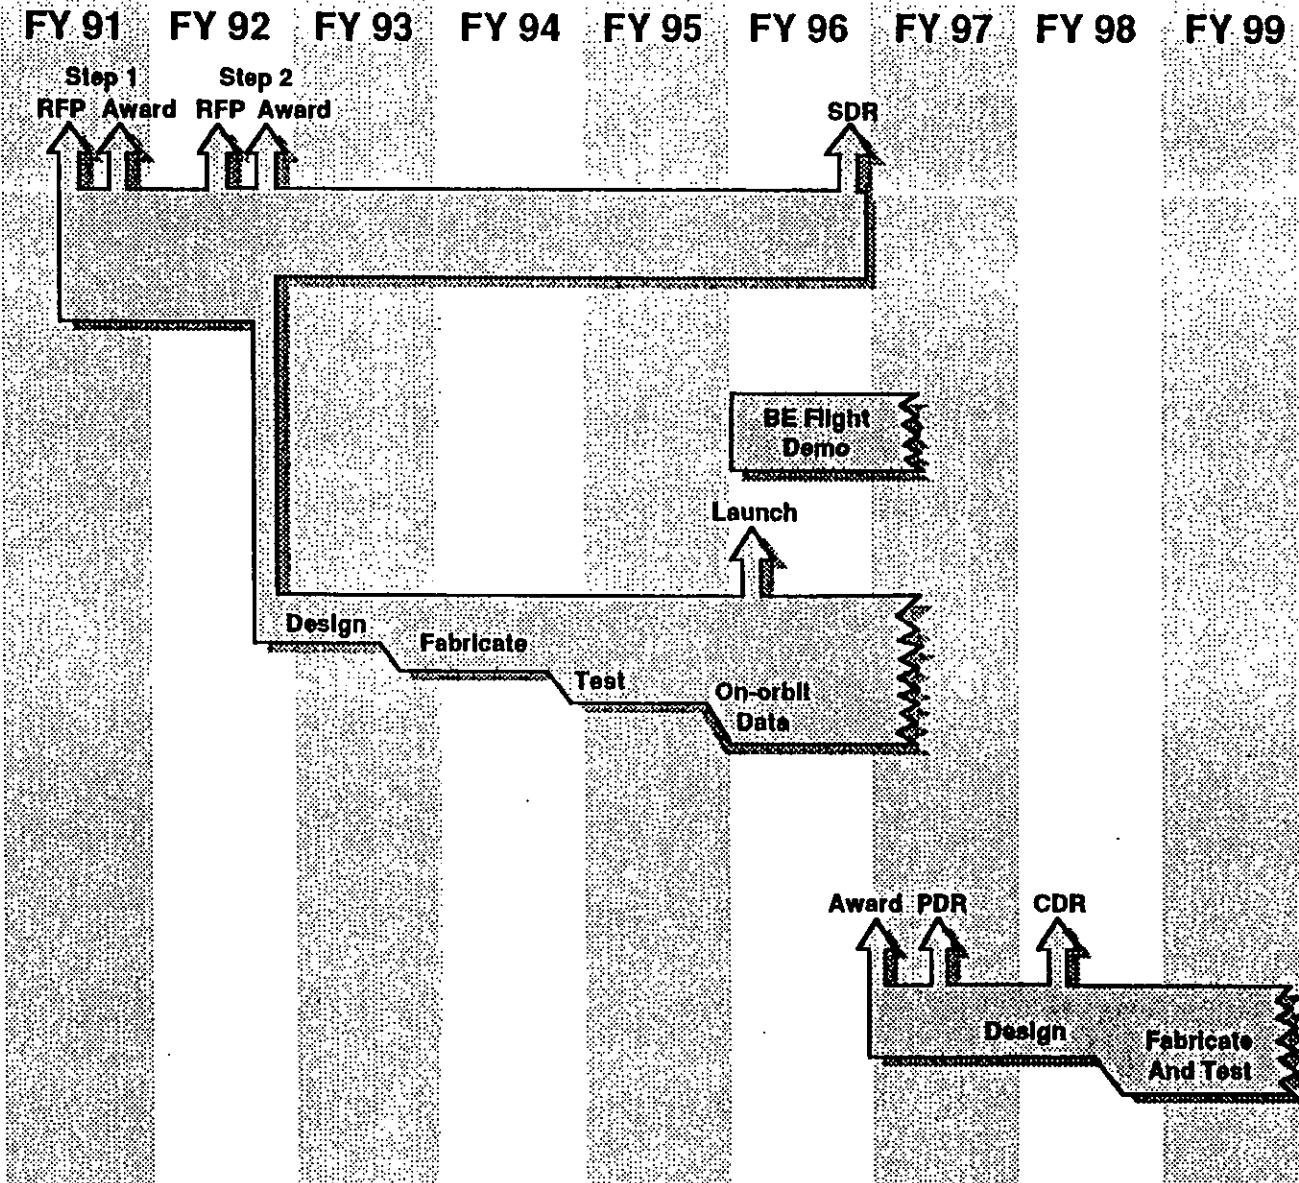 FY 91 FY 92 FY 93 FY 94 FY 95 FY 96 FY 97 FY 98 FY 99
Step 1 Step 2
RFP Award RFP Award SDR
BE Flight
Demo
Launch
Design
Fabricate
Test
On-orbit
Data
Award PDR CDR
Design
Fabricate
And Test